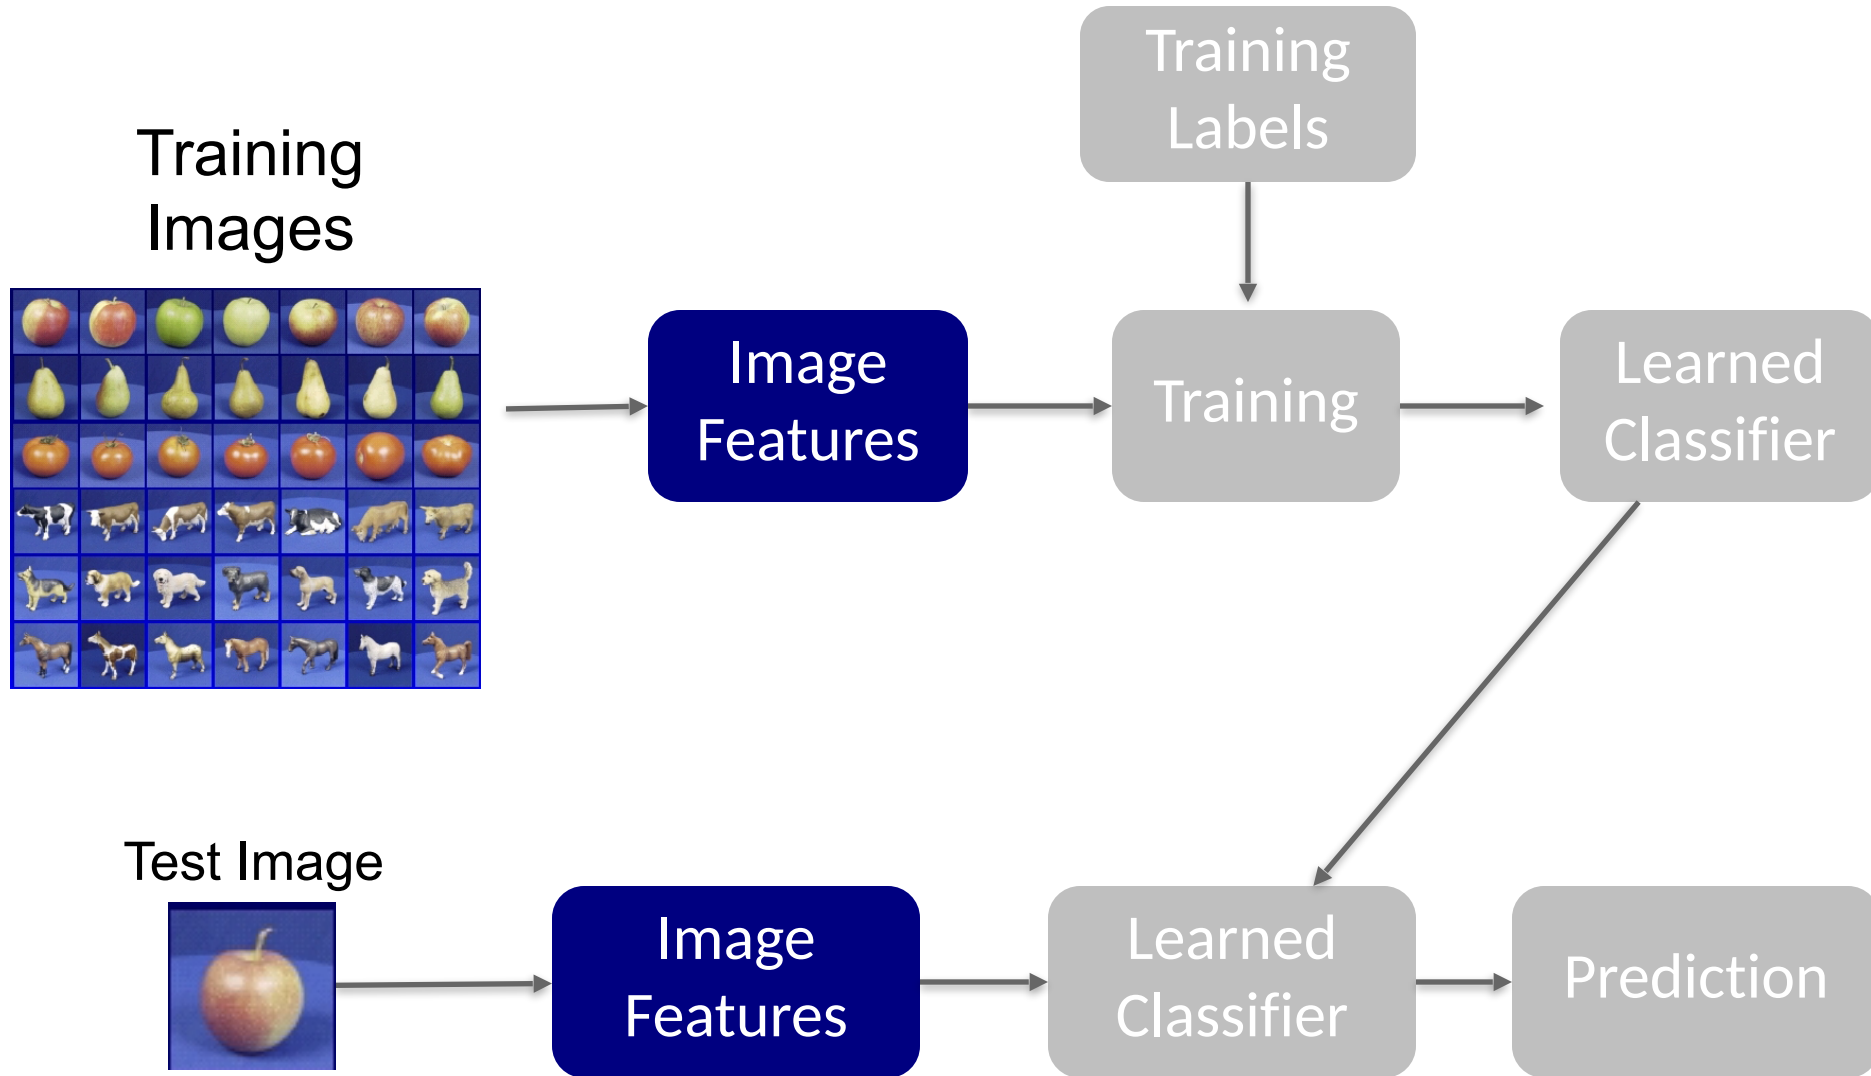 Training
Labels
Training
Images
Image
Features
Training
Learned
Classifier
Test Image
Image
Features
Learned
Classifier
Prediction